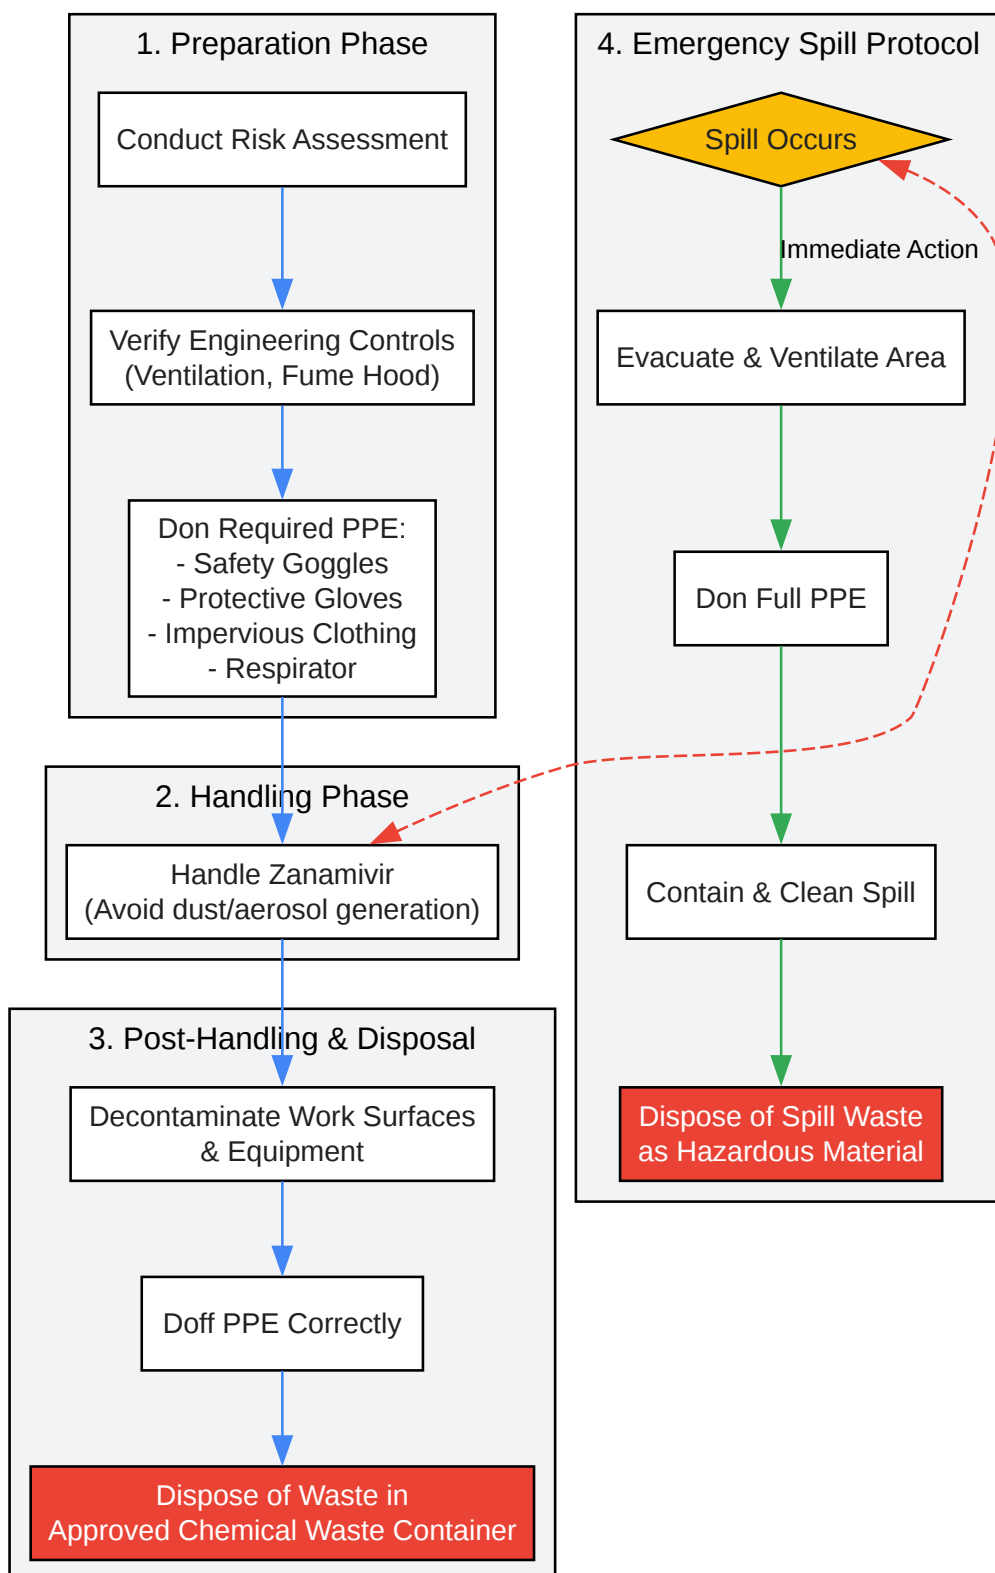 1. Preparation Phase
Conduct Risk Assessment
Verify Engineering Controls
(Ventilation, Fume Hood)
Don Required PPE:
- Safety Goggles
- Protective Gloves
- Impervious Clothing
- Respirator
2. Handling Phase
Handle Zanamivir
(Avoid dust/aerosol generation)
3. Post-Handling & Disposal
Decontaminate Work Surfaces
& Equipment
Doff PPE Correctly
Dispose of Waste in
Approved Chemical Waste Container
4. Emergency Spill Protocol
Spill Occurs
Immediate Action
Evacuate & Ventilate Area
Don Full PPE
Contain & Clean Spill
Dispose of Spill Waste
as Hazardous Material